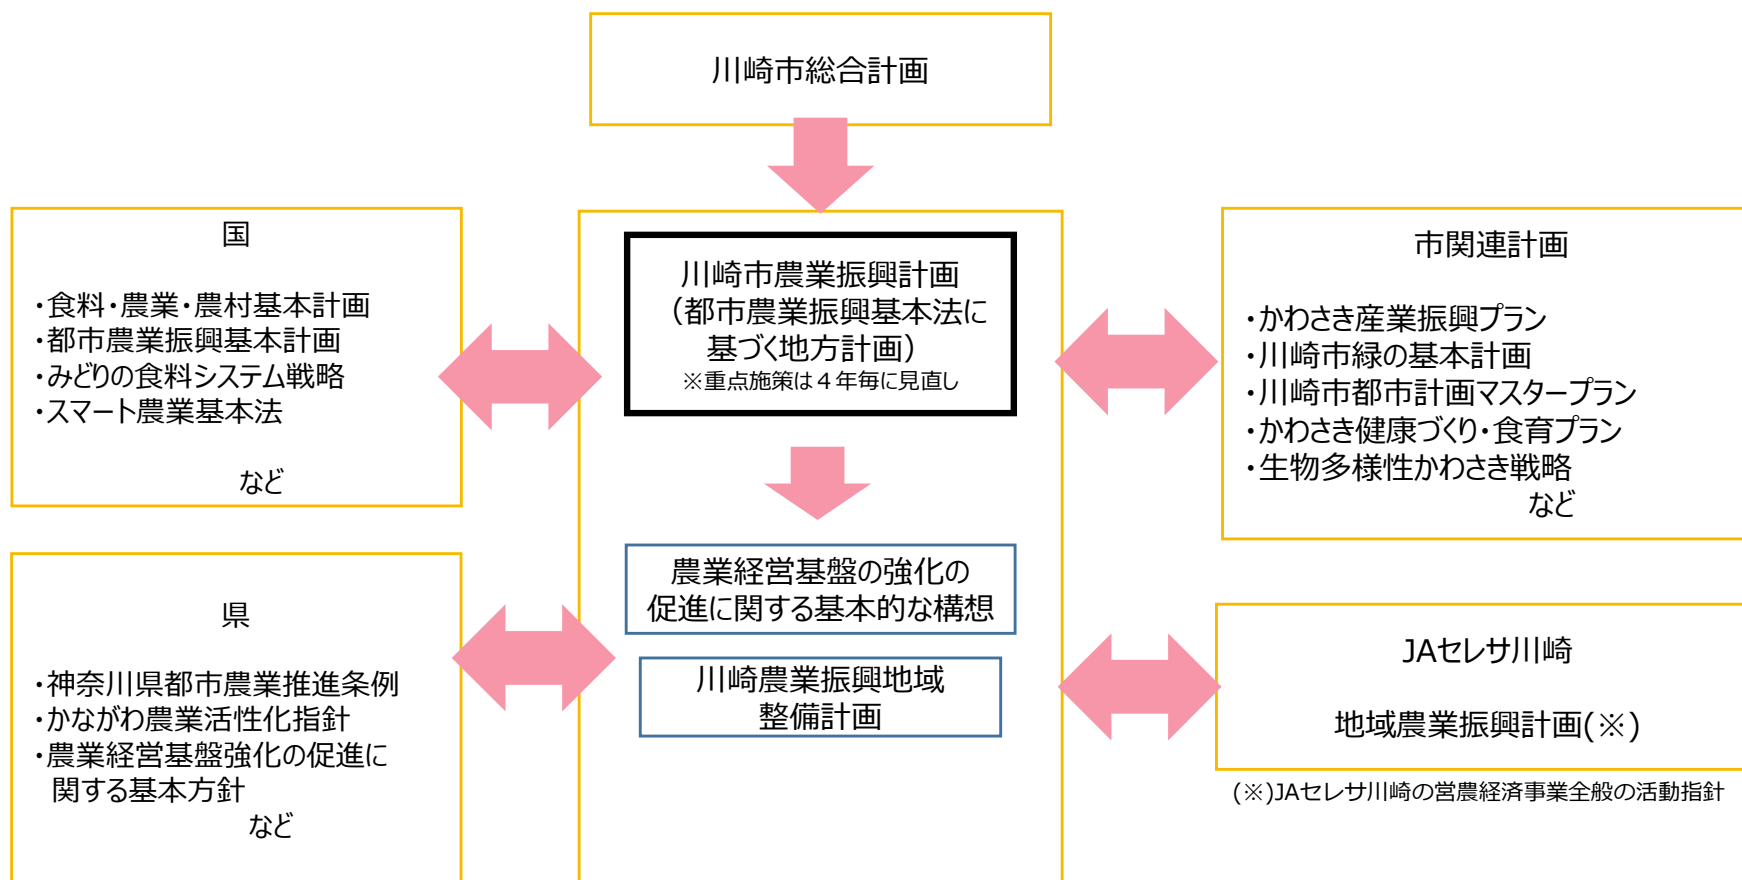 川崎市総合計画
国
・食料・農業・農村基本計画
・都市農業振興基本計画
・みどりの食料システム戦略
・スマート農業基本法
など
県
・神奈川県都市農業推進条例
・かながわ農業活性化指針
・農業経営基盤強化の促進に
関する基本方針
など
川崎市農業振興計画
（都市農業振興基本法に
基づく地方計画）
※重点施策は４年毎に見直し
農業経営基盤の強化の
促進に関する基本的な構想
川崎農業振興地域
整備計画
市関連計画
・かわさき産業振興プラン
・川崎市緑の基本計画
・川崎市都市計画マスタープラン
・かわさき健康づくり・食育プラン
・生物多様性かわさき戦略
など
JAセレサ川崎
地域農業振興計画(※)
(※)JAセレサ川崎の営農経済事業全般の活動指針